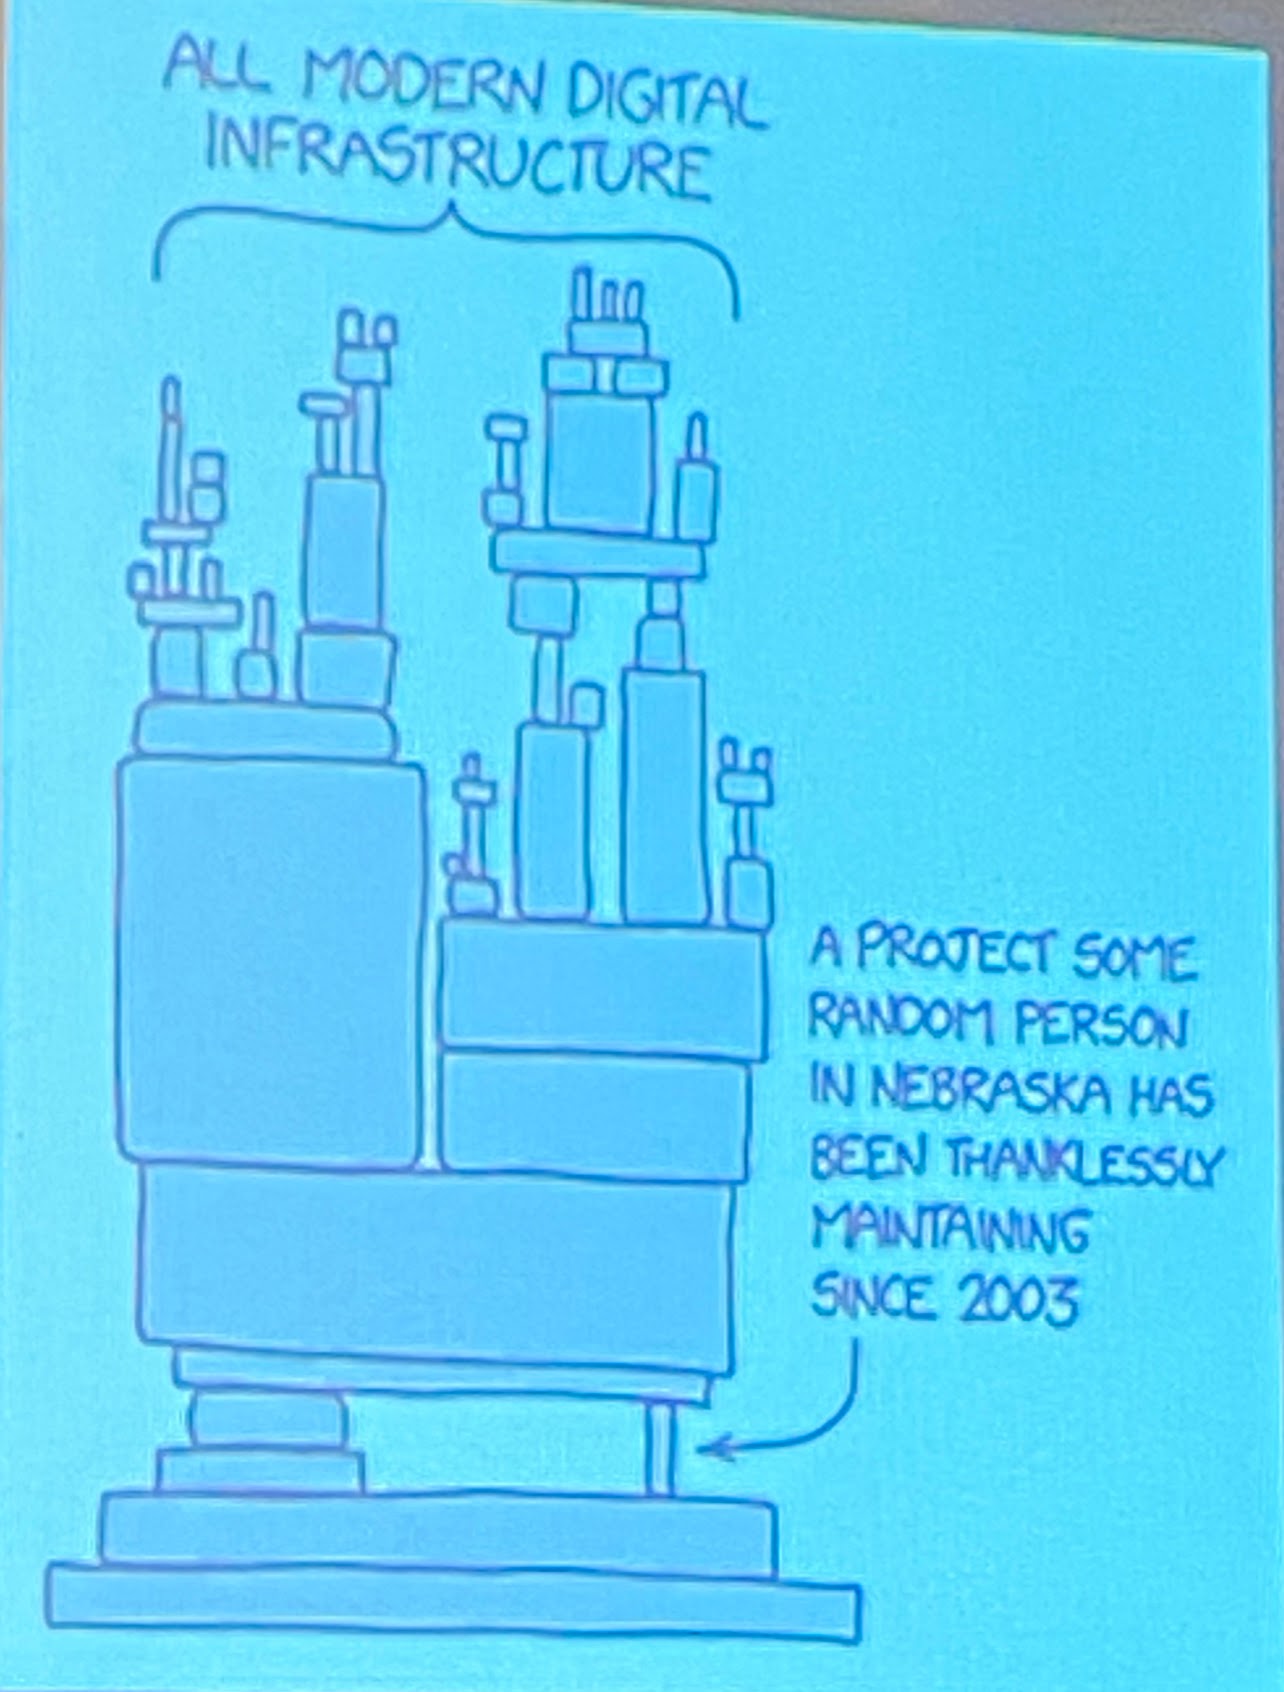 ALL MODERN DIGITAL
INFRASTRUCTURE
A PROJECT SOME
RANDOM PERSON
IN NEBRASKA HAS
BEEN THANKLESSLY
MAINTAINING
SINCE 2003